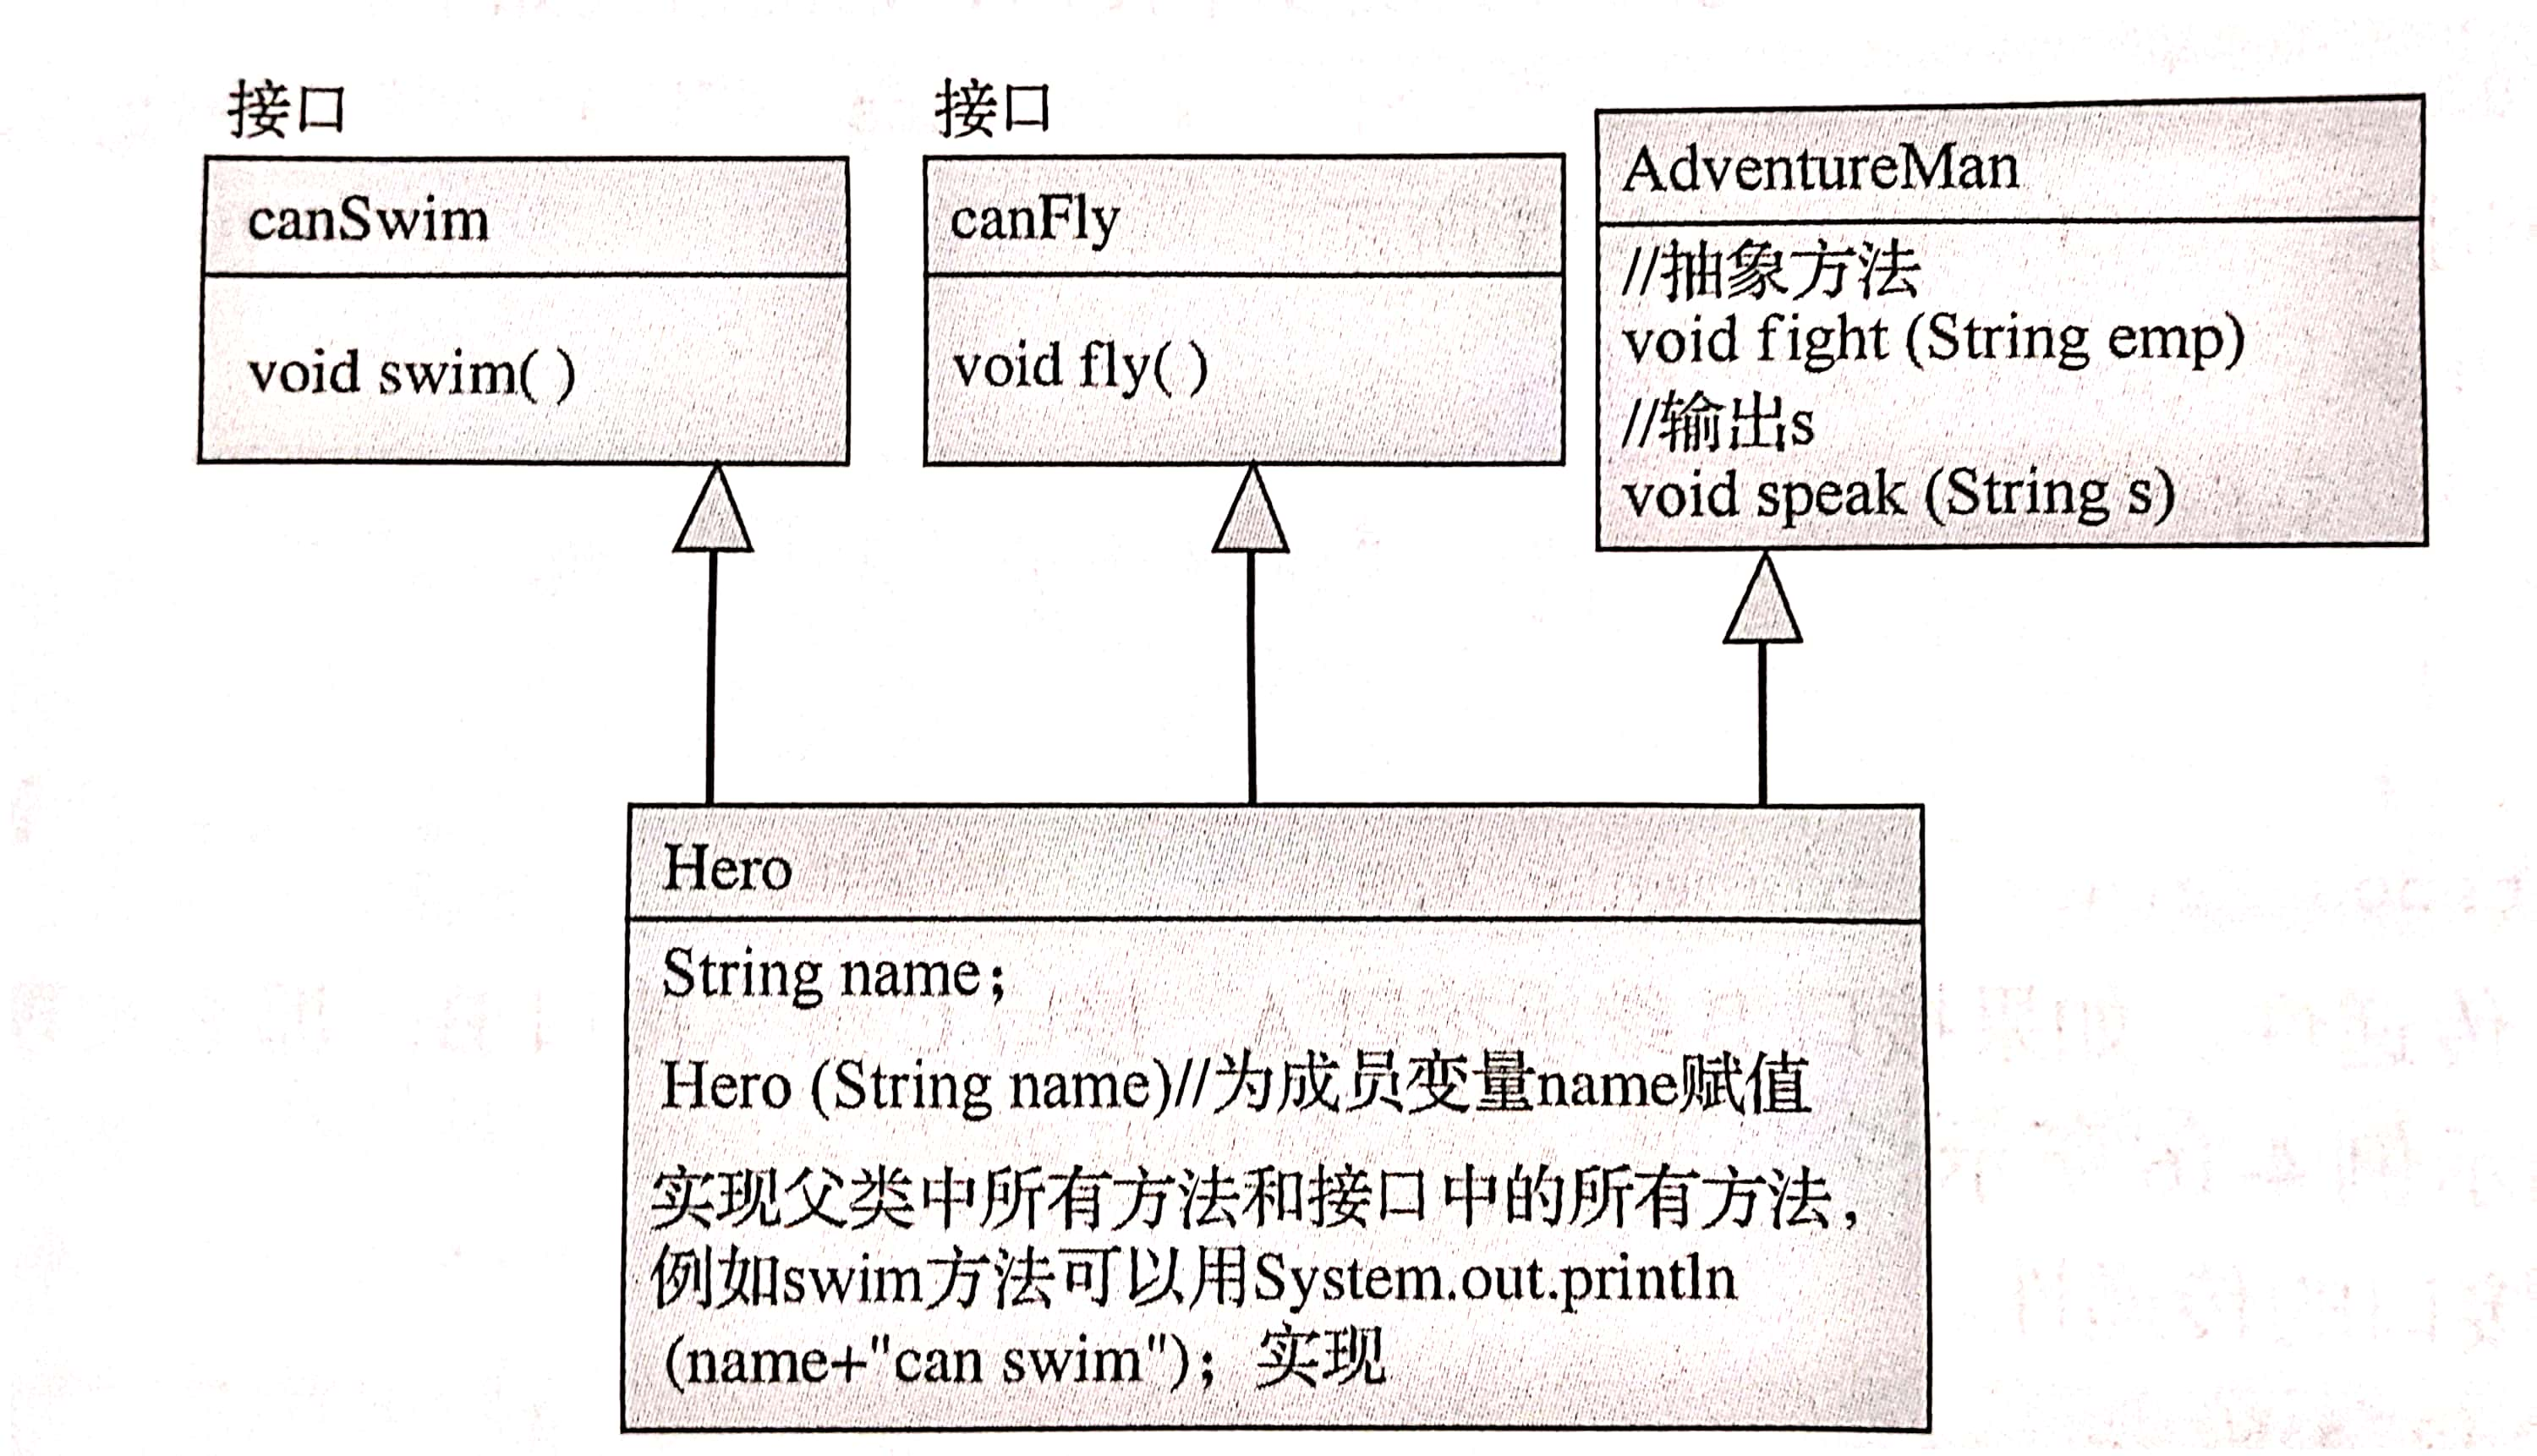 接口
canSwim
void swim( )
接口
canFly
void fly( )
AdventureMan
//抽象方法
void fight (String emp)
//输出s
void speak (String s)
Hero
String name；
Hero (String name)//为成员变量name赋值
实现父类中所有方法和接口中的所有方法，
例如swim方法可以用System.out.println
(name+"can swim")；实现